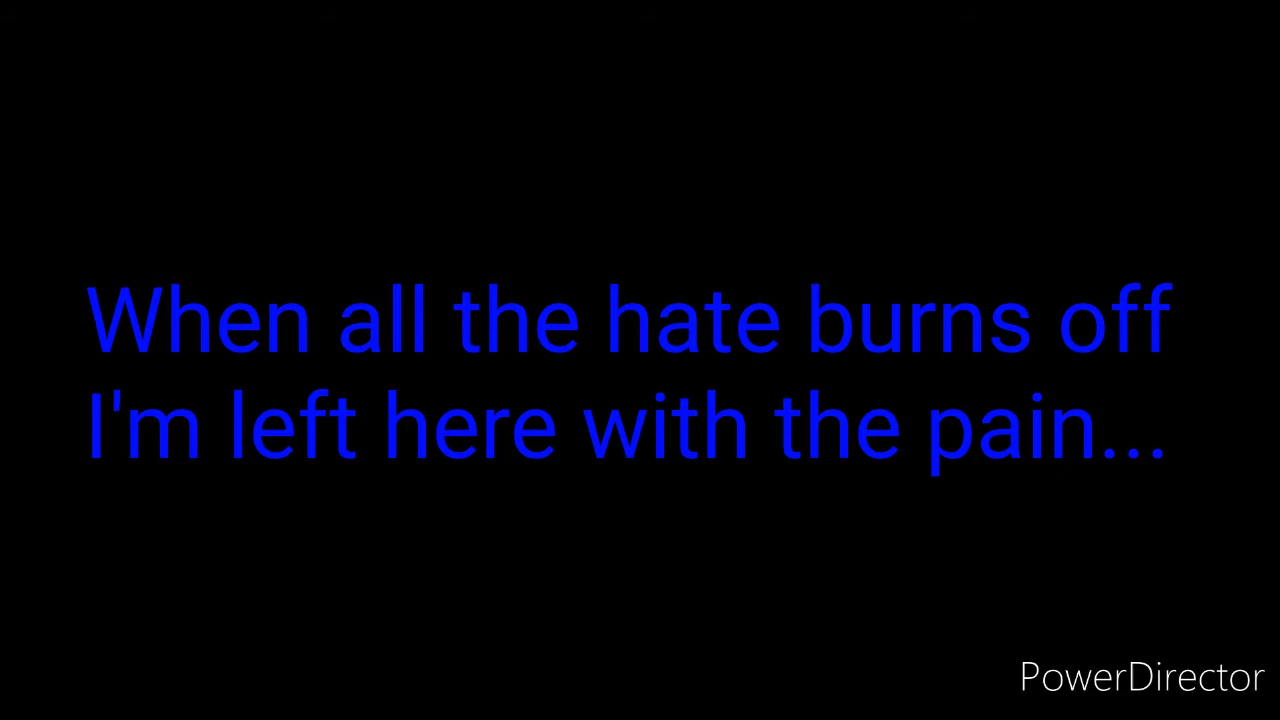 When all the hate burns off
I'm left here with the pain...
PowerDirector